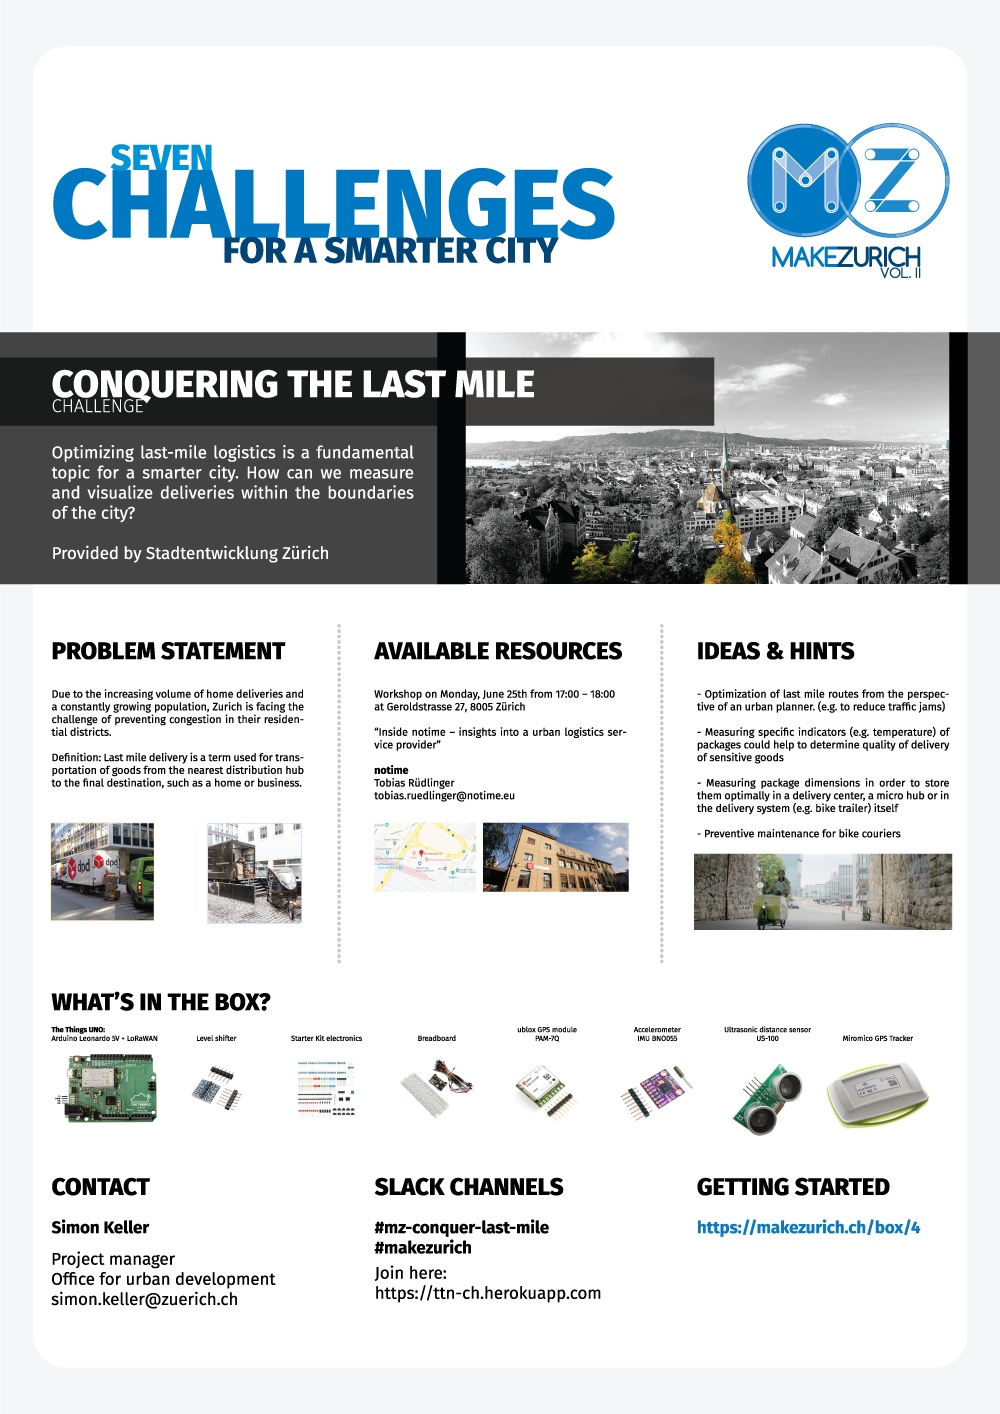 SEVEN
CHALLENGES
FOR A SMARTER CITY
MZ
MAKEZURICH
VOL. II
CONQUERING THE LAST MILE
CHALLENGE
Optimizing last-mile logistics is a fundamental
topic for a smarter city. How can we measure
and visualize deliveries within the boundaries
of the city?
Provided by Stadtentwicklung Zürich
PROBLEM STATEMENT
Due to the increasing volume of home deliveries and
a constantly growing population, Zurich is facing the
challenge of preventing congestion in their residen-
tial districts.
Definition: Last mile delivery is a term used for trans-
portation of goods from the nearest distribution hub
to the final destination, such as a home or business.
dpd
dpd
AVAILABLE RESOURCES
Workshop on Monday, June 25th from 17:00 – 18:00
at Geroldstrasse 27, 8005 Zürich
“Inside notime – insights into a urban logistics ser-
vice provider”
notime
Tobias Rüdlinger
tobias.ruedlinger@notime.eu
IDEAS & HINTS
- Optimization of last mile routes from the perspec-
tive of an urban planner. (e.g. to reduce traffic jams)
- Measuring specific indicators (e.g. temperature) of
packages could help to determine quality of delivery
of sensitive goods
- Measuring package dimensions in order to store
them optimally in a delivery center, a micro hub or in
the delivery system (e.g. bike trailer) itself
- Preventive maintenance for bike couriers
WHAT’S IN THE BOX?
The Things UNO:
Arduino Leonardo 5V + LoRaWAN
Level shifter
Starter Kit electronics
Breadboard
ublox GPS module
PAM-7Q
Accelerometer
IMU BNO055
Ultrasonic distance sensor
US-100
Miromico GPS Tracker
CONTACT
Simon Keller
Project manager
Office for urban development
simon.keller@zuerich.ch
SLACK CHANNELS
#mz-conquer-last-mile
#makezurich
Join here:
https://ttn-ch.herokuapp.com
GETTING STARTED
https://makezurich.ch/box/4